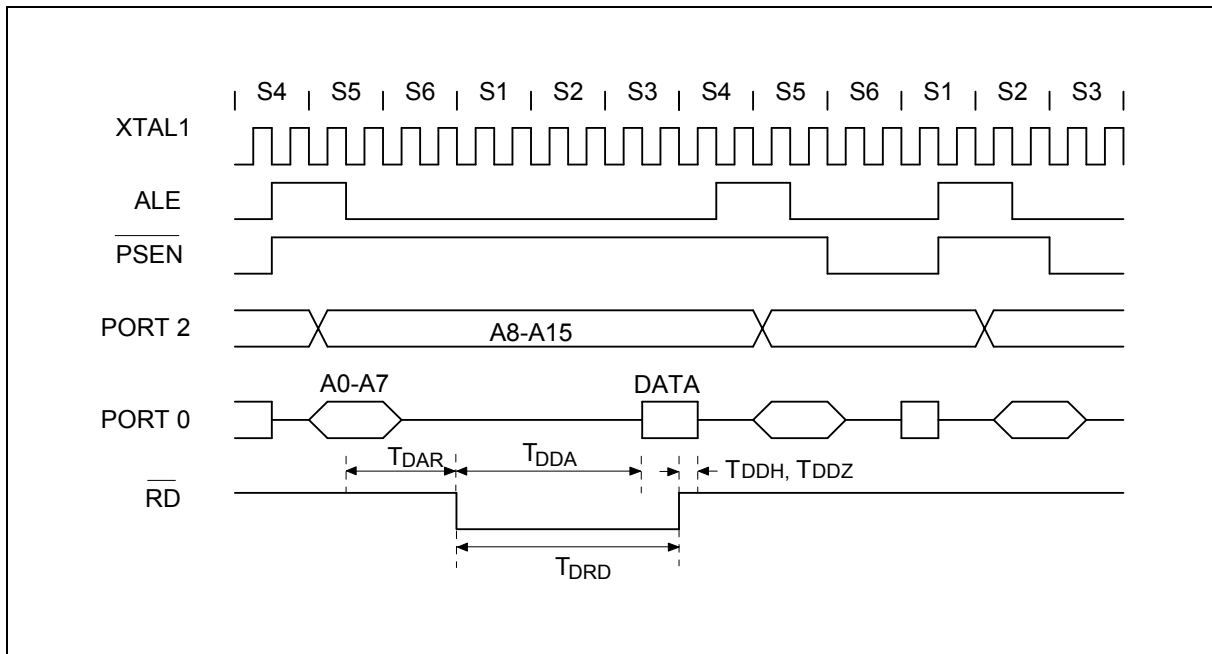 S4 S5 S6 S1 S2 S3 S4 S5 S6 S1 S2 S3
XTAL1
ALE
PSEN
PORT 2
A8-A15
A0-A7
DATA
PORT 0
TDAR
TDDA
TDDH, TDDZ
RD
TDRD